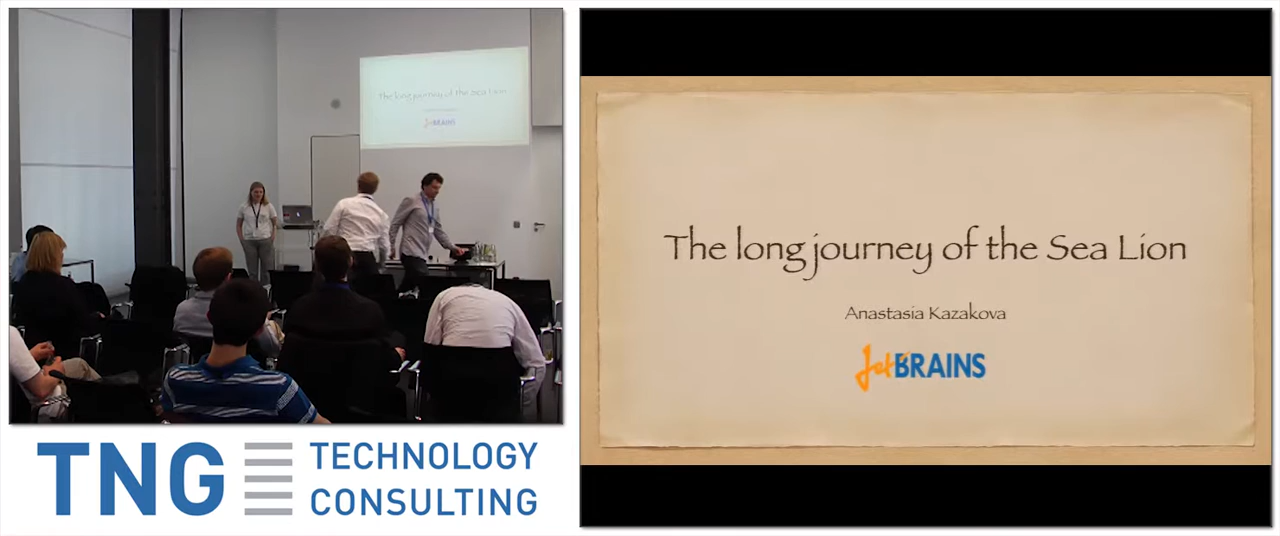 The long journey of the Sea Lion
JetBRAINS
TNG TECHNOLOGY
CONSULTING
The long journey of the Sea Lion
Anastasia Kazakova
JetBRAINS